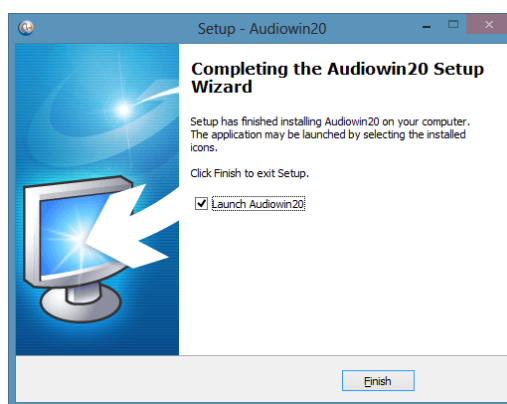 Setup - Audiowin20
Completing the Audiowin20 Setup
Wizard
Setup has finished installing Audiowin20 on your computer.
The application may be launched by selecting the installed
icons.
Click Finish to exit Setup.
Launch Audiowin20
Finish